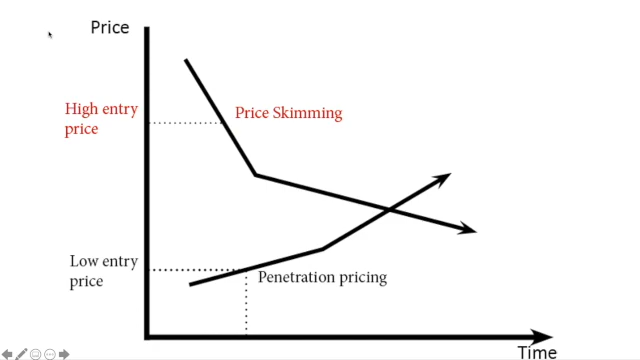 Price
High entry
price
Price Skimming
Low entry
price
Penetration pricing
Time